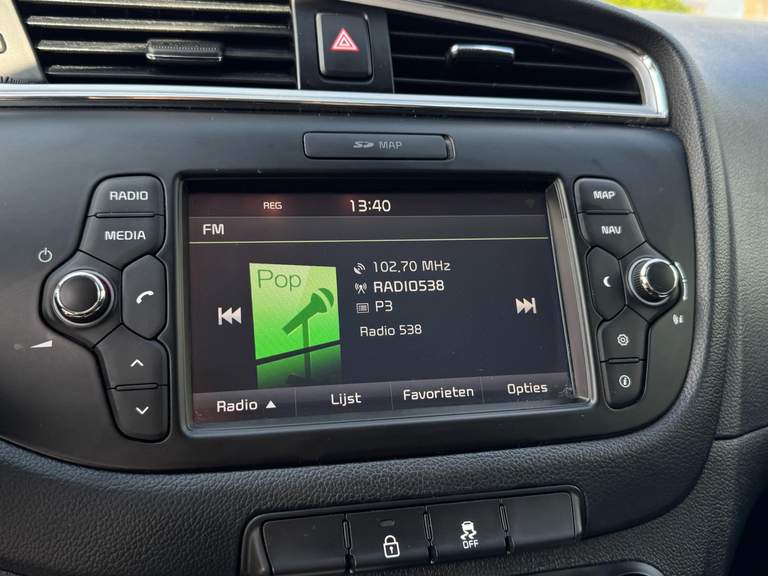 SD MAP
RADIO
MEDIA
REG 13:40
FM
Pop
102.70 MHz
RADIO538
P3
Radio 538
Radio ▲ Lijst Favorieten Opties
MAP
NAV
OFF